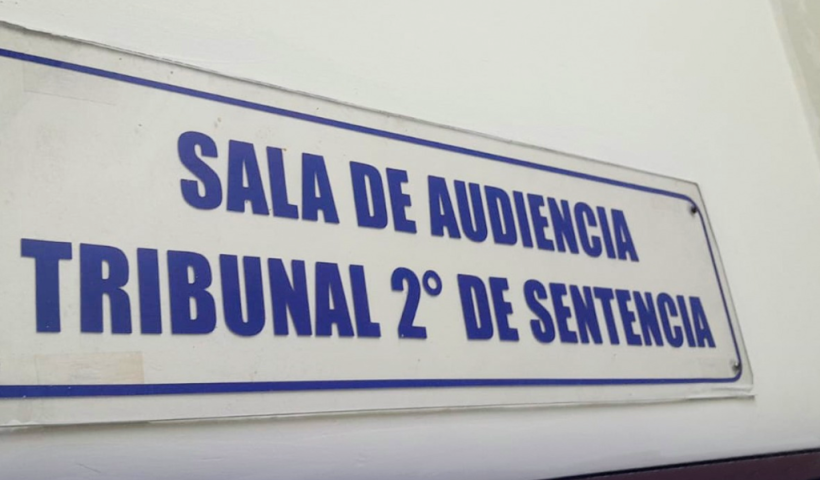 SALA DE AUDIENCIA
TRIBUNAL 2° DE SENTENCIA